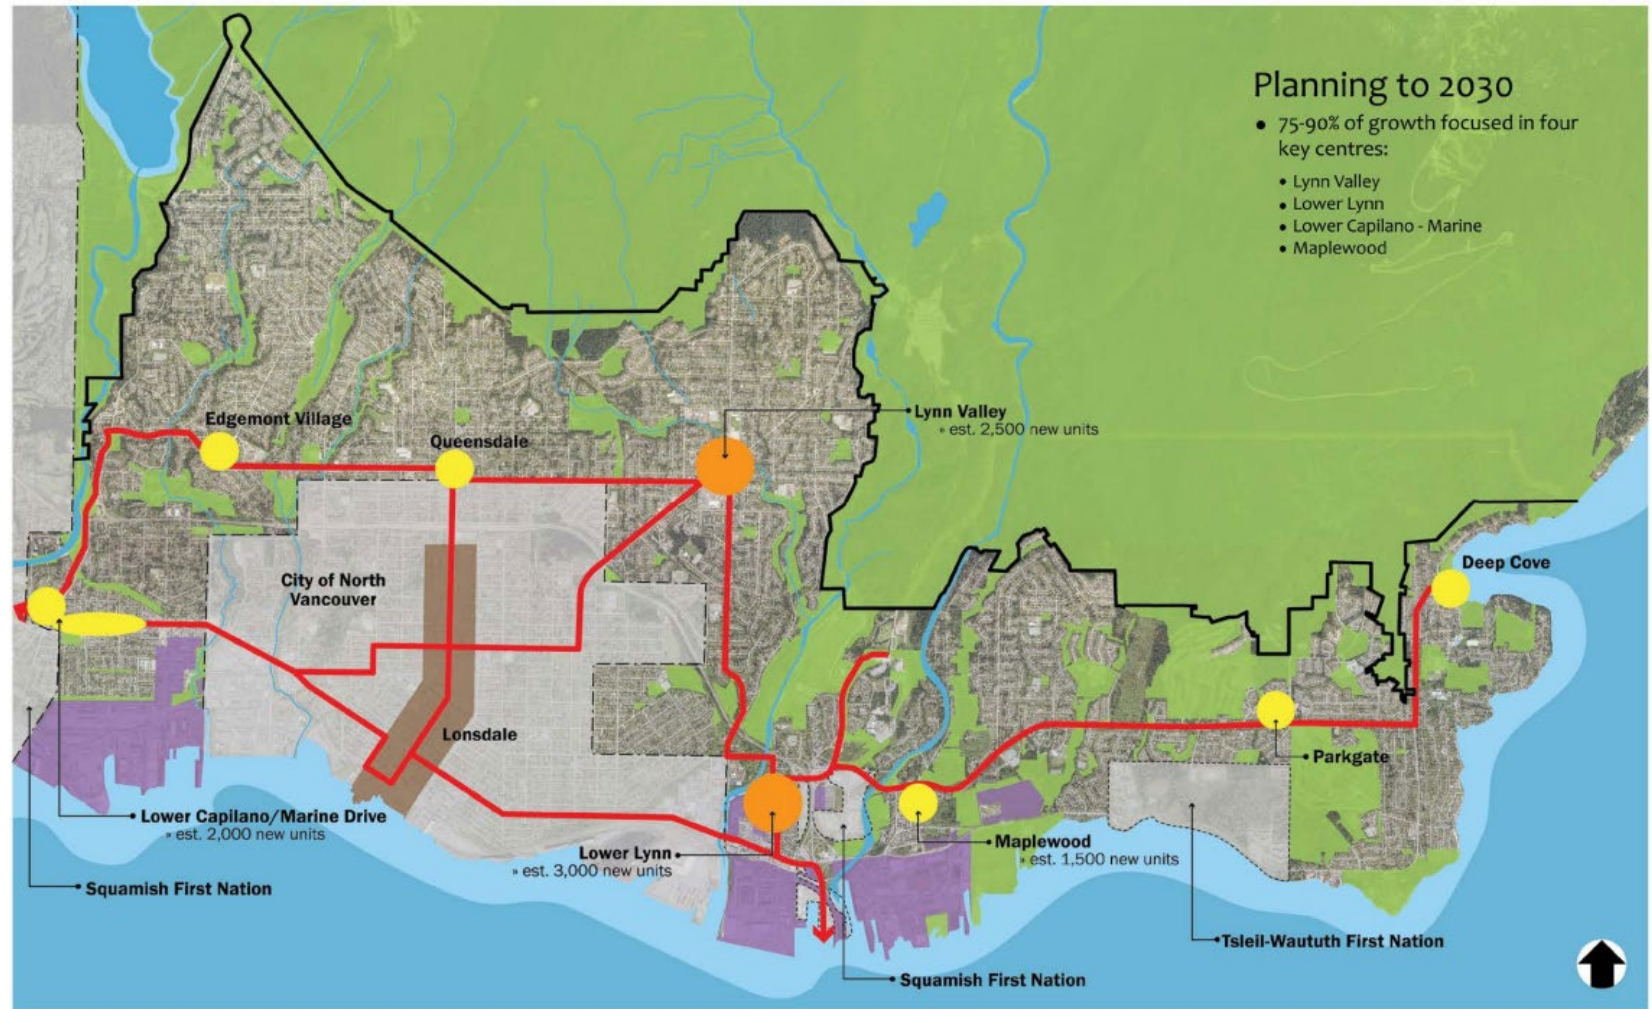 Planning to 2030
• 75-90% of growth focused in four
key centres:
• Lynn Valley
• Lower Lynn
• Lower Capilano - Marine
• Maplewood
Edgemont Village
Queensdale
Lynn Valley
» est. 2,500 new units
Deep Cove
City of North
Vancouver
Lonsdale
Parkgate
Lower Capilano/Marine Drive
» est. 2,000 new units
Lower Lynn
» est. 3,000 new units
Maplewood
» est. 1,500 new units
Squamish First Nation
Tsleil-Waututh First Nation
Squamish First Nation